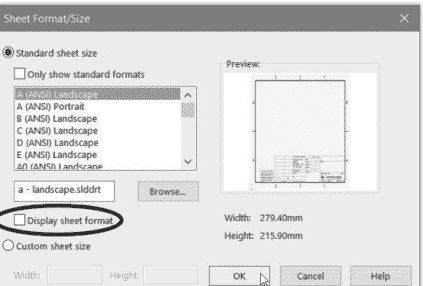 Sheet Format/Size
Standard sheet size
Only show standard formats
A (ANSI) Landscape
A (ANSI) Portrait
B (ANSI) Landscape
C (ANSI) Landscape
D (ANSI) Landscape
E (ANSI) Landscape
A0 (ANSI) Landscape
a - landscape.slddrt
Browse...
Display sheet format
Custom sheet size
Width:
Height:
Preview:
Width: 279.40mm
Height: 215.90mm
OK
Cancel
Help